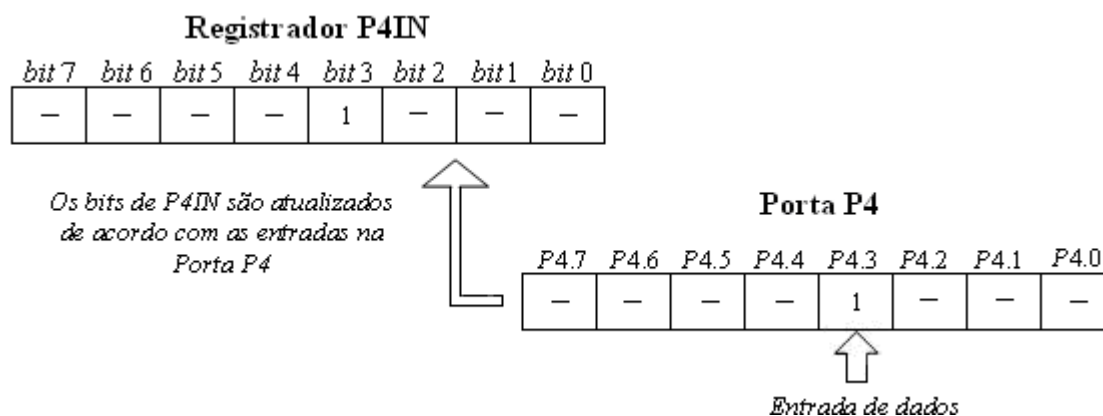 Registrador P4IN
bit 7 bit 6 bit 5 bit 4 bit 3 bit 2 bit 1 bit 0
– – – – 1 – – –
Os bits de P4IN são atualizados
de acordo com as entradas na
Porta P4
Porta P4
P4.7 P4.6 P4.5 P4.4 P4.3 P4.2 P4.1 P4.0
– – – – 1 – – –
Entrada de dados